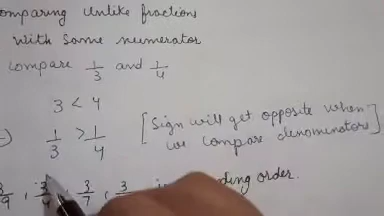 omparing Unlike fractions
with same numerator
compare 1/3 and 1/4
3 < 4
1/3 > 1/4 [Sign will get opposite when
we compare denominators]
3/9, 3/4, 3/7, 3 nding order.